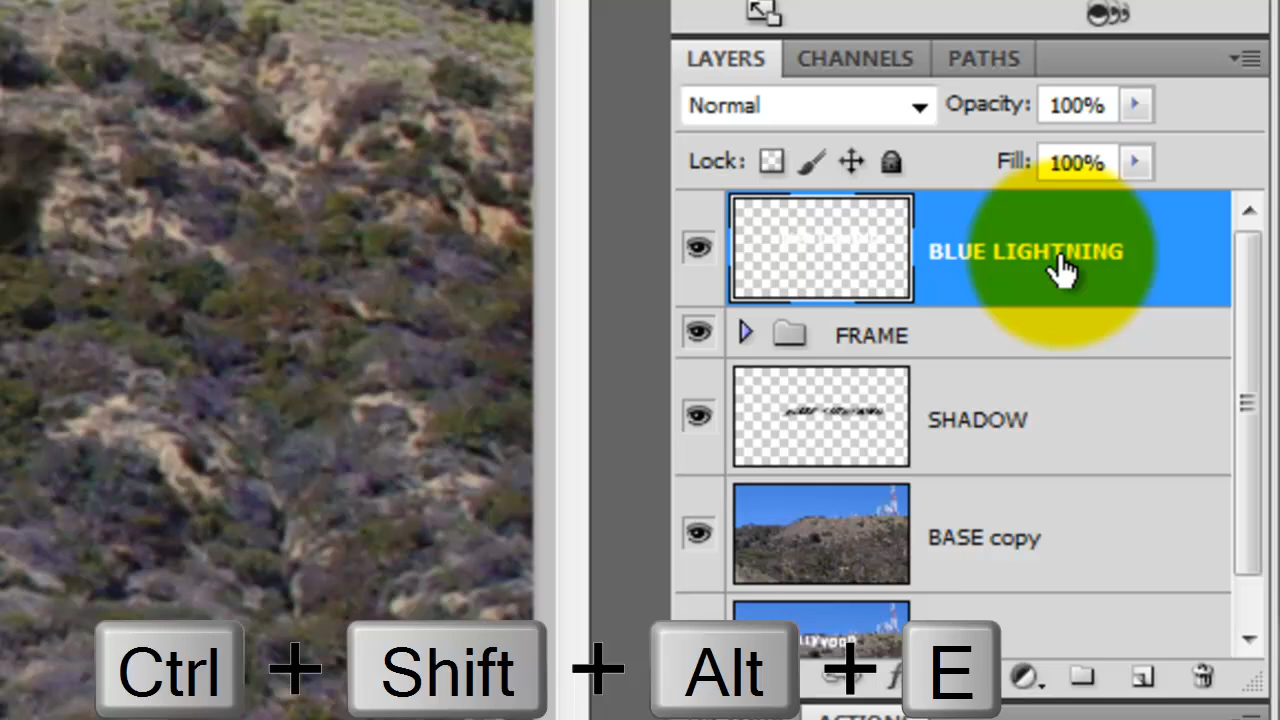 LAYERS CHANNELS PATHS
Normal Opacity: 100%
Lock: Fill: 100%
BLUE LIGHTNING
FRAME
SHADOW
BASE copy
Ctrl + Shift + Alt + E